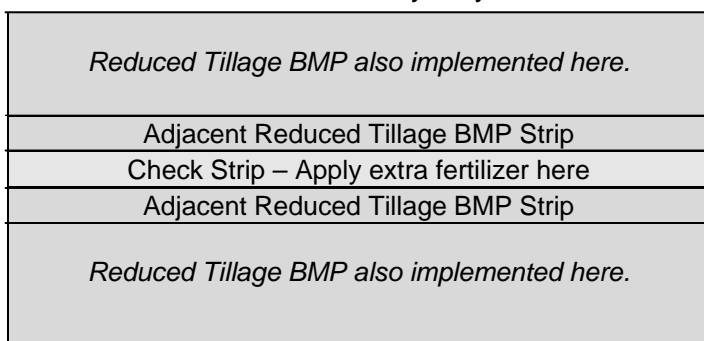 Reduced Tillage BMP also implemented here.
Adjacent Reduced Tillage BMP Strip
Check Strip – Apply extra fertilizer here
Adjacent Reduced Tillage BMP Strip
Reduced Tillage BMP also implemented here.